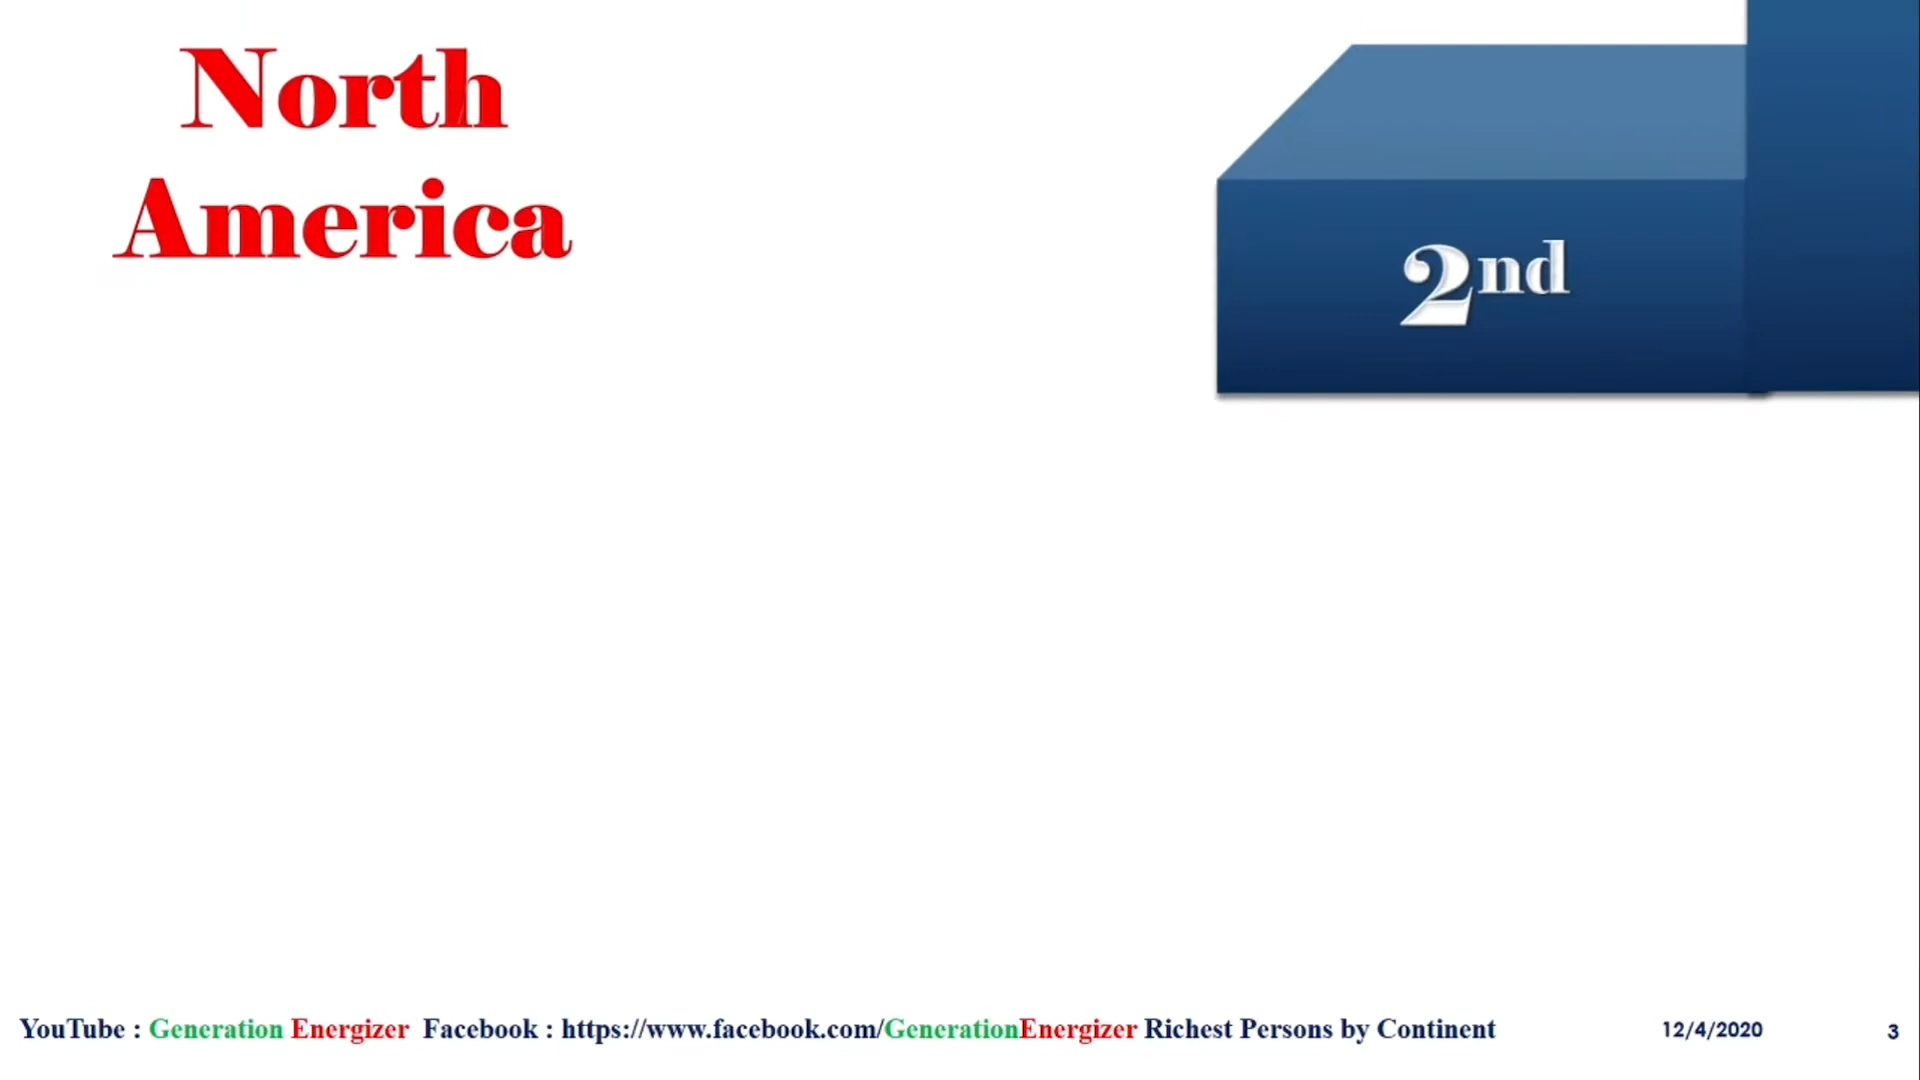 North
America
2nd
YouTube : Generation Energizer Facebook : https://www.facebook.com/GenerationEnergizer Richest Persons by Continent 12/4/2020 3